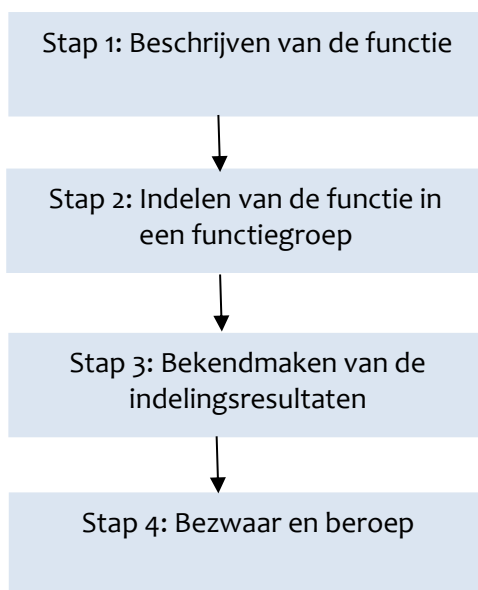 Stap 1: Beschrijven van de functie
Stap 2: Indelen van de functie in
een functiegroep
Stap 3: Bekendmaken van de
indelingsresultaten
Stap 4: Bezwaar en beroep